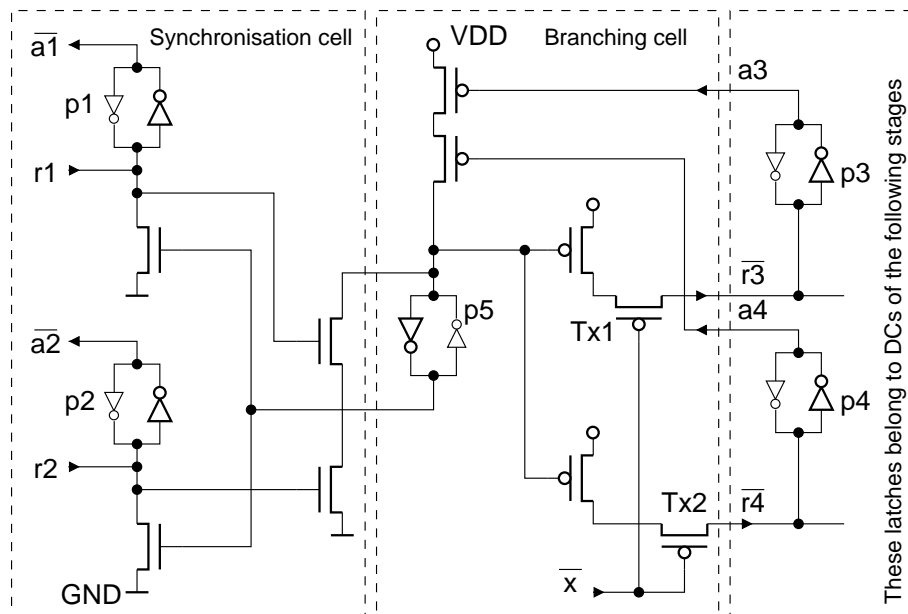 Synchronisation cell
Branching cell
a1
VDD
a3
p1
p3
r1
r3
a2
p5
Tx1
a4
p2
p4
r2
Tx2
r4
x
GND
These latches belong to DCs of the following stages